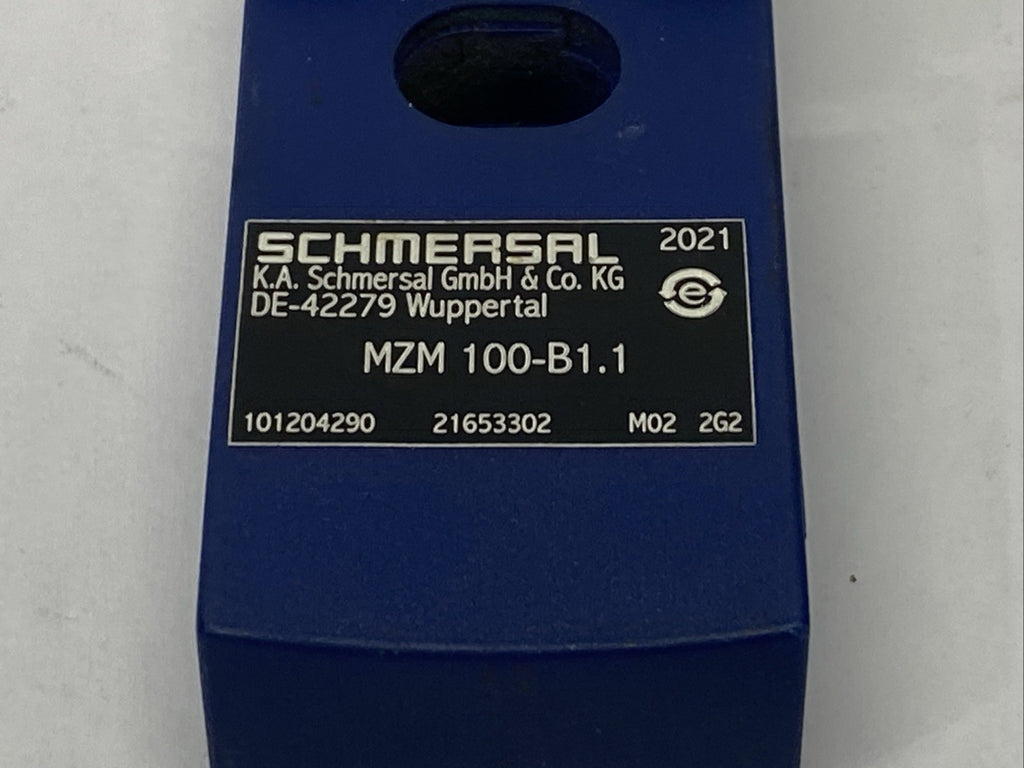 SCHMERSAL 2021
K.A. Schmersal GmbH & Co. KG
DE-42279 Wuppertal
e
MZM 100-B1.1
101204290 21653302 M02 2G2